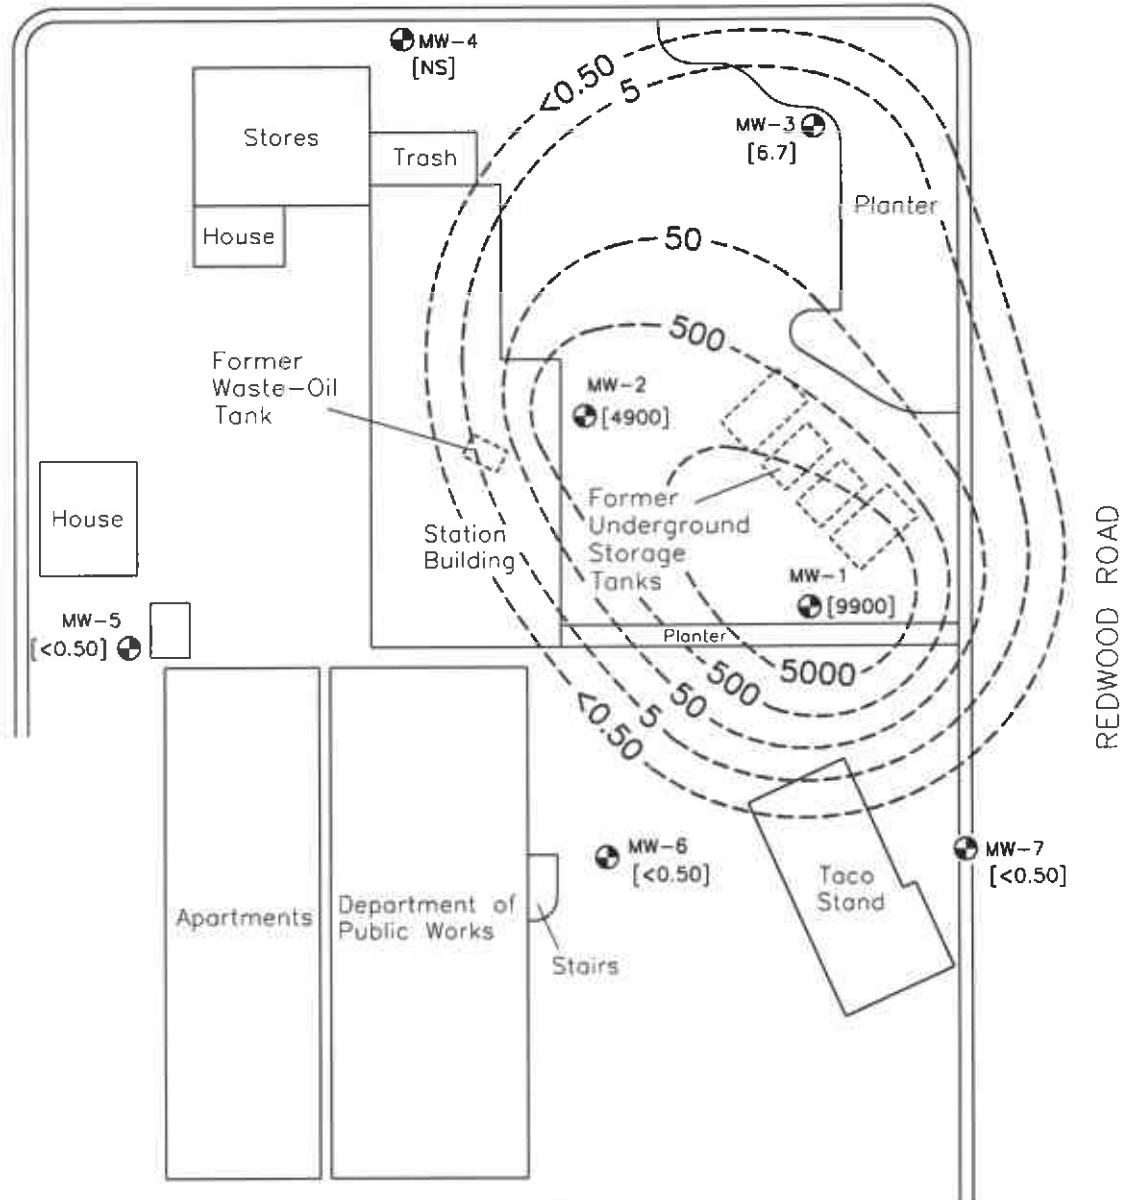 MW-4
[NS]
<0.50
5
Stores
Trash
MW-3
[6.7]
House
Planter
50
500
Former
Waste-Oil
Tank
MW-2
[4900]
House
Former
Underground
Storage
Tanks
Station
Building
REDWOOD ROAD
MW-1
[9900]
MW-5
[<0.50]
Planter
5000
500
50
5
<0.50
MW-6
[<0.50]
MW-7
[<0.50]
Taco
Stand
Apartments
Department of
Public Works
Stairs